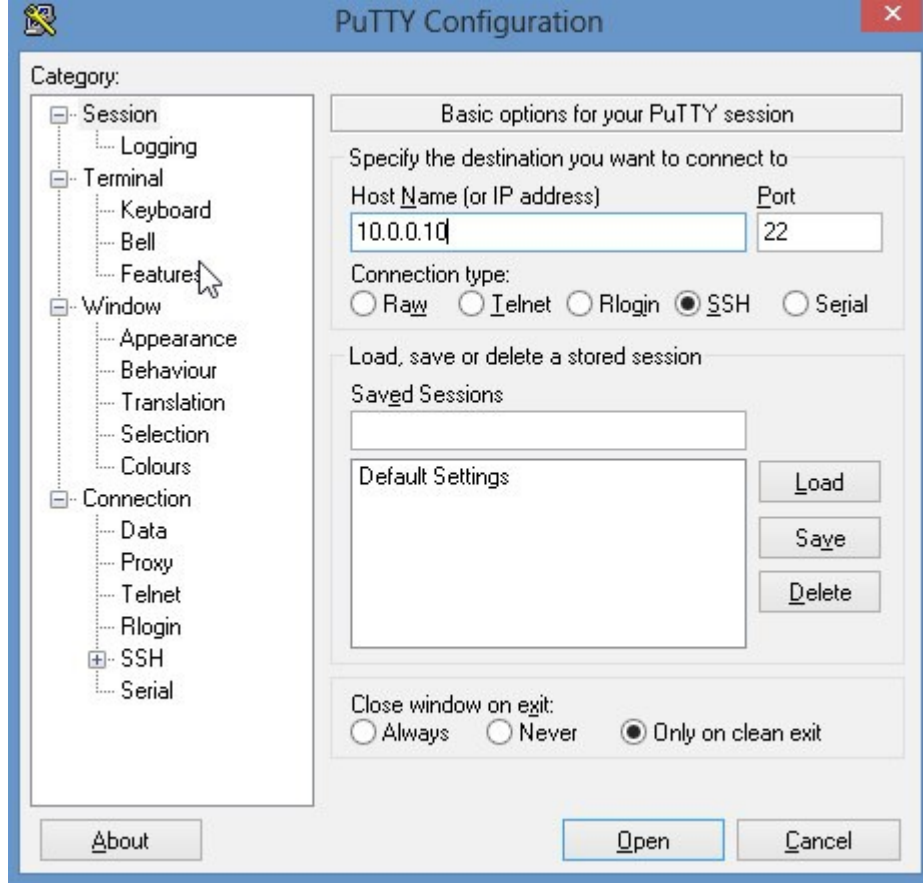 PuTTY Configuration
Category:
Session
Logging
Terminal
Keyboard
Bell
Features
Window
Appearance
Behaviour
Translation
Selection
Colours
Connection
Data
Proxy
Telnet
Rlogin
SSH
Serial
Basic options for your PuTTY session
Specify the destination you want to connect to
Host Name (or IP address) Port
10.0.0.10 22
Connection type:
Raw Telnet Rlogin SSH Serial
Load, save or delete a stored session
Saved Sessions
Default Settings
Load
Save
Delete
Close window on exit:
Always Never Only on clean exit
About Open Cancel